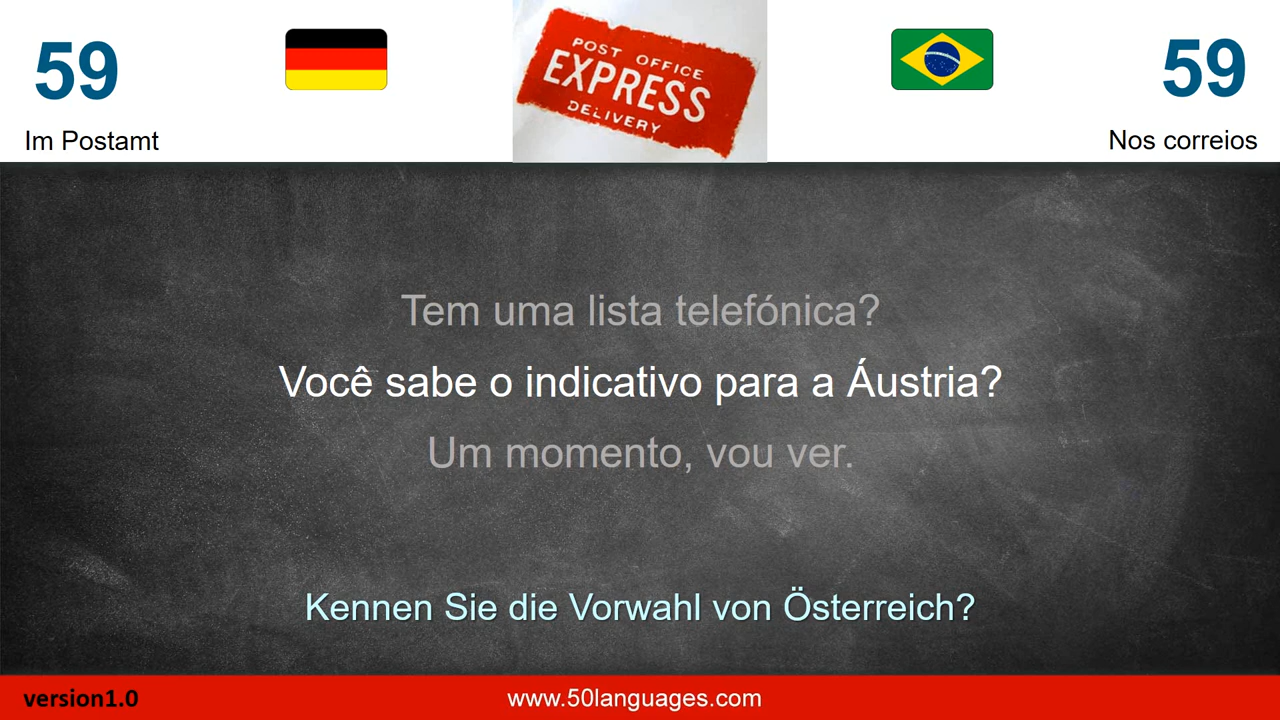 59
Im Postamt
POST OFFICE
EXPRESS
DELIVERY
59
Nos correios
Tem uma lista telefónica?
Você sabe o indicativo para a Áustria?
Um momento, vou ver.
Kennen Sie die Vorwahl von Österreich?
version1.0
www.50languages.com